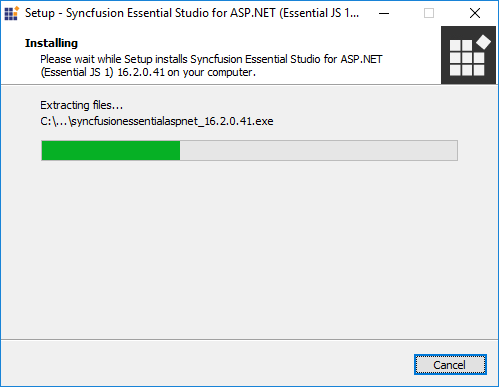 Setup - Syncfusion Essential Studio for ASP.NET (Essential JS 1...
Installing
Please wait while Setup installs Syncfusion Essential Studio for ASP.NET
(Essential JS 1) 16.2.0.41 on your computer.
Extracting files...
C:\...\syncfusionessentialaspnet_16.2.0.41.exe
Cancel